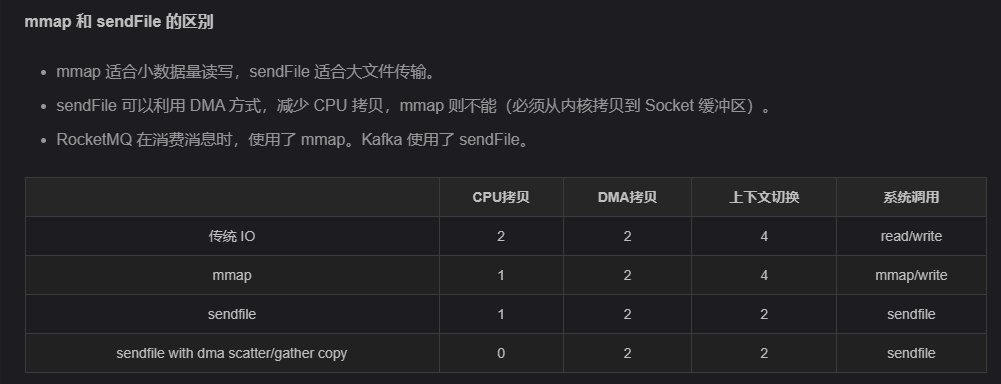 mmap 和 sendFile 的区别
• mmap 适合小数据量读写，sendFile 适合大文件传输。
• sendFile 可以利用 DMA 方式，减少 CPU 拷贝，mmap 则不能（必须从内核拷贝到 Socket 缓冲区）。
• RocketMQ 在消费消息时，使用了 mmap。Kafka 使用了 sendFile。
CPU拷贝 DMA拷贝 上下文切换 系统调用
传统 IO 2 2 4 read/write
mmap 1 2 4 mmap/write
sendfile 1 2 2 sendfile
sendfile with dma scatter/gather copy 0 2 2 sendfile